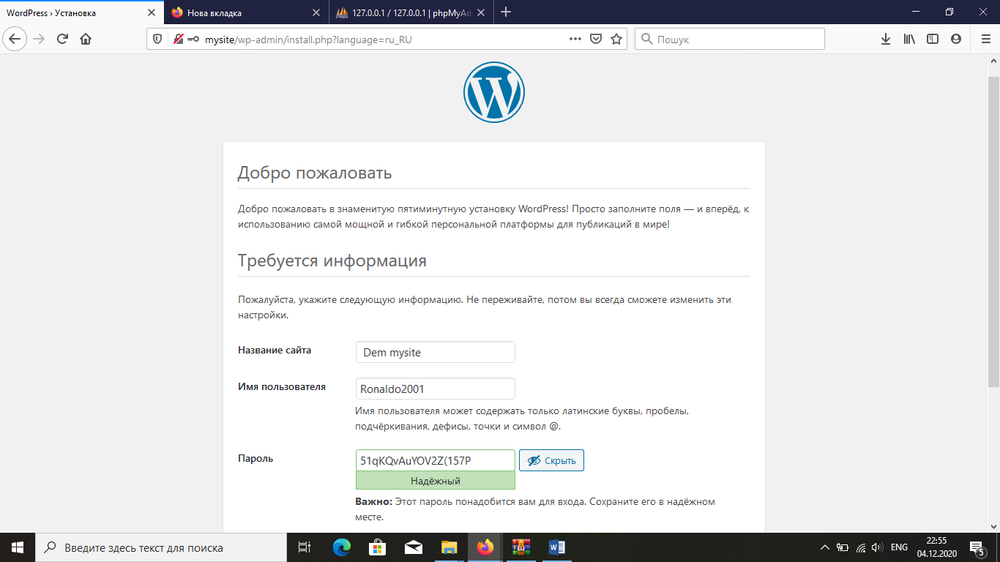 WordPress › Установка
Нова вкладка
127.0.0.1 / 127.0.0.1 | phpMyAd
mysite/wp-admin/install.php?language=ru_RU
Пошук
W
Добро пожаловать
Добро пожаловать в знаменитую пятиминутную установку WordPress! Просто заполните поля — и вперёд, к
использованию самой мощной и гибкой персональной платформы для публикаций в мире!
Требуется информация
Пожалуйста, укажите следующую информацию. Не переживайте, потом вы всегда сможете изменить эти
настройки.
Название сайта
Dem mysite
Имя пользователя
Ronaldo2001
Имя пользователя может содержать только латинские буквы, пробелы,
подчёркивания, дефисы, точки и символ @.
Пароль
51qKQvAuYOV2Z(157P
Скрыть
Надёжный
Важно: Этот пароль понадобится вам для входа. Сохраните его в надёжном
месте.
Введите здесь текст для поиска
W
ENG
22:55
04.12.2020
5